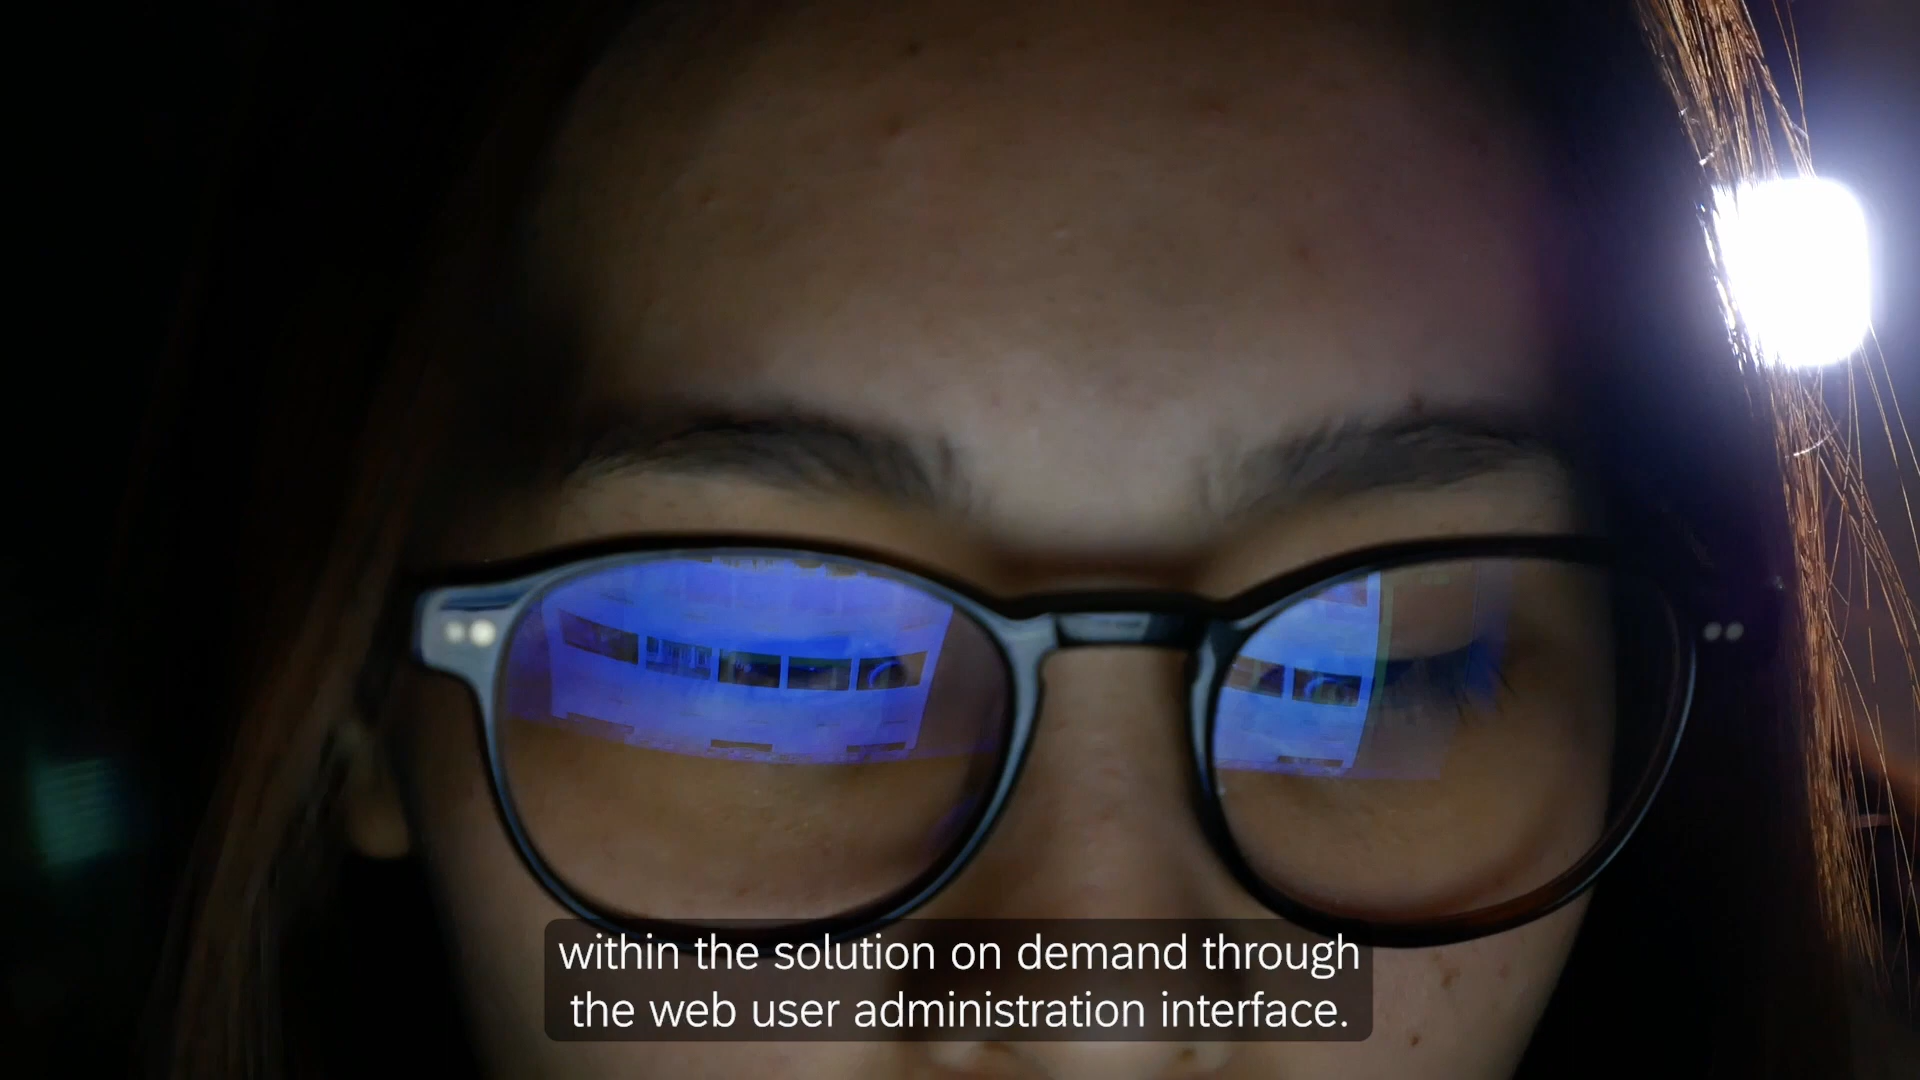 within the solution on demand through
the web user administration interface.